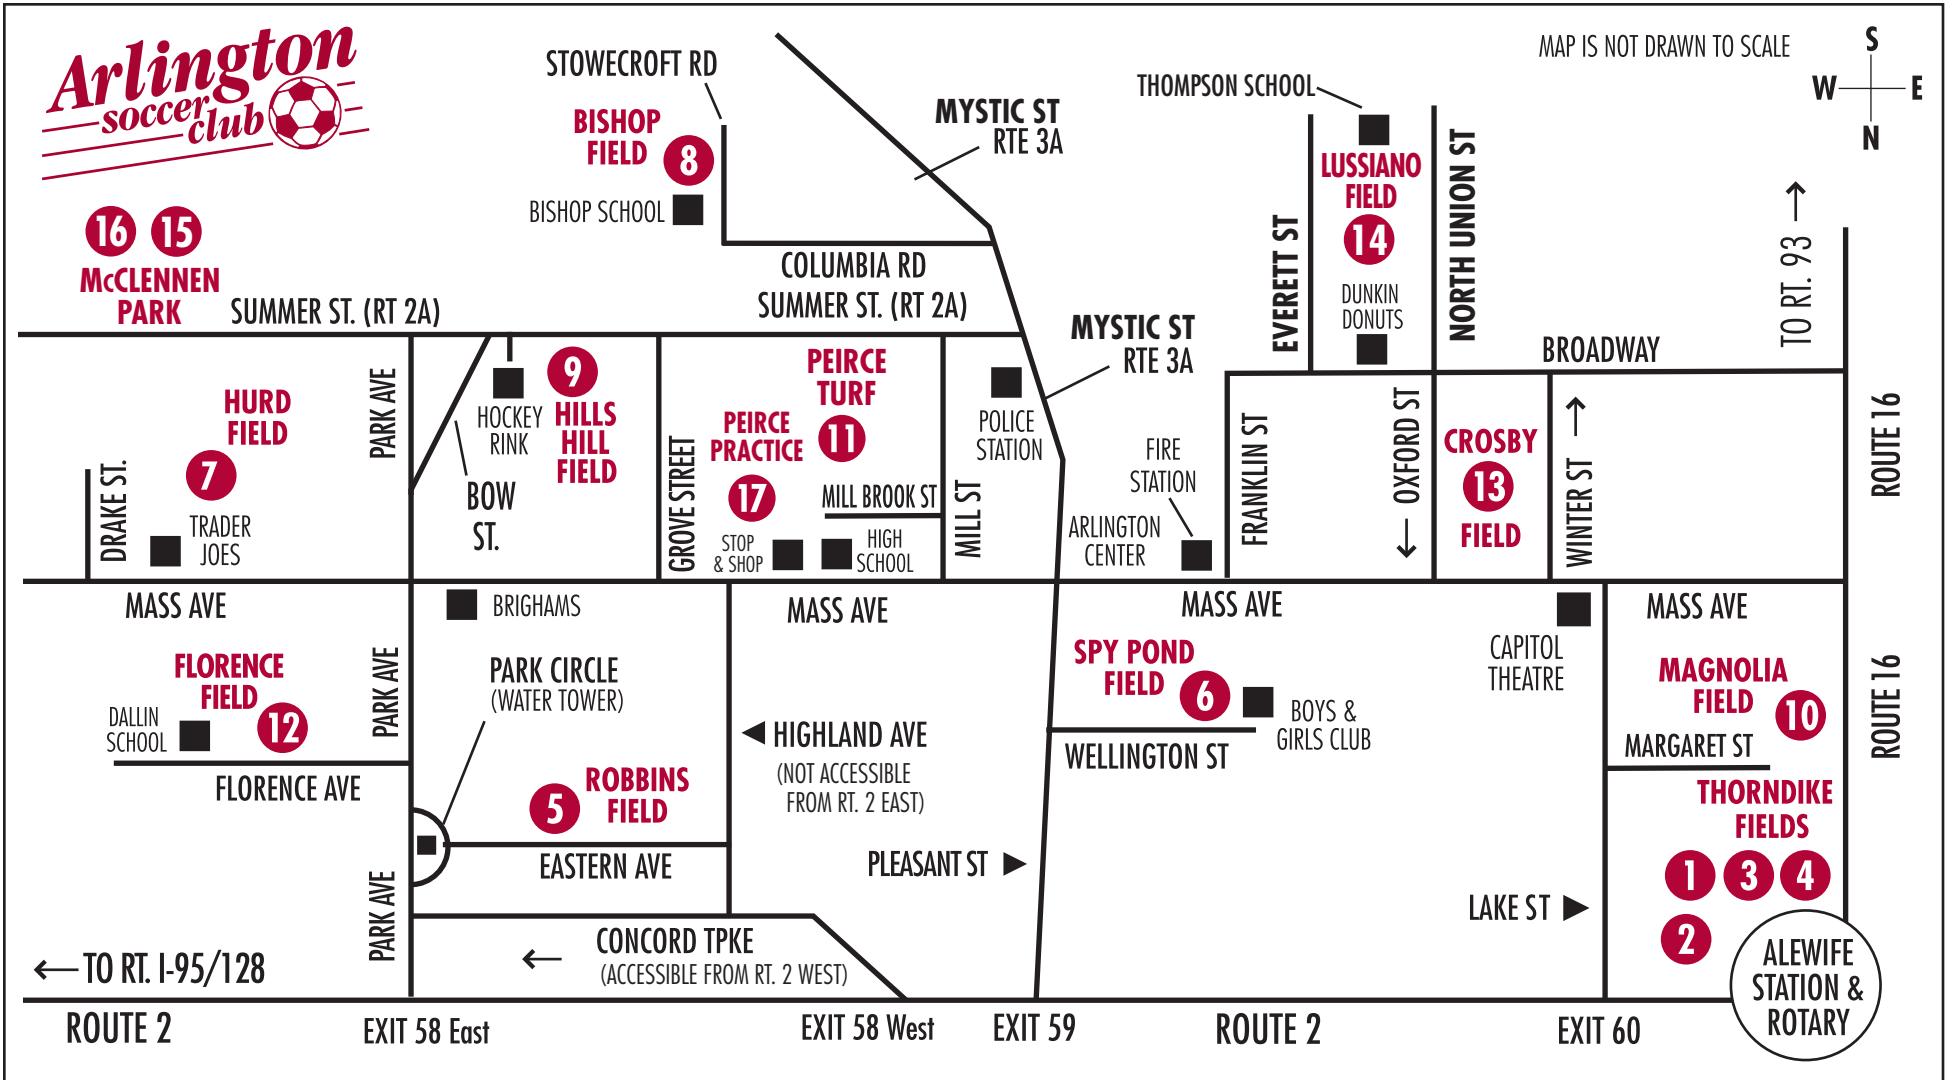 Arlington
soccer
club
MAP IS NOT DRAWN TO SCALE
S
W
E
N
STOWECROFT RD
MYSTIC ST
RTE 3A
THOMPSON SCHOOL
BISHOP
FIELD
8
BISHOP SCHOOL
COLUMBIA RD
LUSSIANO
FIELD
14
DUNKIN
DONUTS
EVERETT ST
NORTH UNION ST
TO RT. 93 →
16
15
McCLENNEN
PARK
SUMMER ST. (RT 2A)
SUMMER ST. (RT 2A)
MYSTIC ST
RTE 3A
BROADWAY
HURD
FIELD
7
TRADER
JOES
DRAKE ST.
PARK AVE
BOW
ST.
HOCKEY
RINK
9
HILLS
HILL
FIELD
GROVE STREET
PEIRCE
TURF
11
PEIRCE
PRACTICE
17
MILL BROOK ST
STOP
& SHOP
HIGH
SCHOOL
MILL ST
POLICE
STATION
FIRE
STATION
ARLINGTON
CENTER
FRANKLIN ST
← OXFORD ST
CROSBY
13
FIELD
WINTER ST →
ROUTE 16
MASS AVE
BRIGHAMS
MASS AVE
MASS AVE
CAPITOL
THEATRE
MASS AVE
FLORENCE
FIELD
12
DALLIN
SCHOOL
FLORENCE AVE
PARK AVE
PARK CIRCLE
(WATER TOWER)
5
ROBBINS
FIELD
EASTERN AVE
◀ HIGHLAND AVE
(NOT ACCESSIBLE
FROM RT. 2 EAST)
SPY POND
FIELD
6
BOYS &
GIRLS CLUB
WELLINGTON ST
PLEASANT ST ▶
MAGNOLIA
FIELD
10
MARGARET ST
ROUTE 16
THORNDIKE
FIELDS
1
3
4
2
LAKE ST ▶
PARK AVE
← CONCORD TPKE
(ACCESSIBLE FROM RT. 2 WEST)
← TO RT. I-95/128
ALEWIFE
STATION &
ROTARY
ROUTE 2
EXIT 58 East
EXIT 58 West
EXIT 59
ROUTE 2
EXIT 60